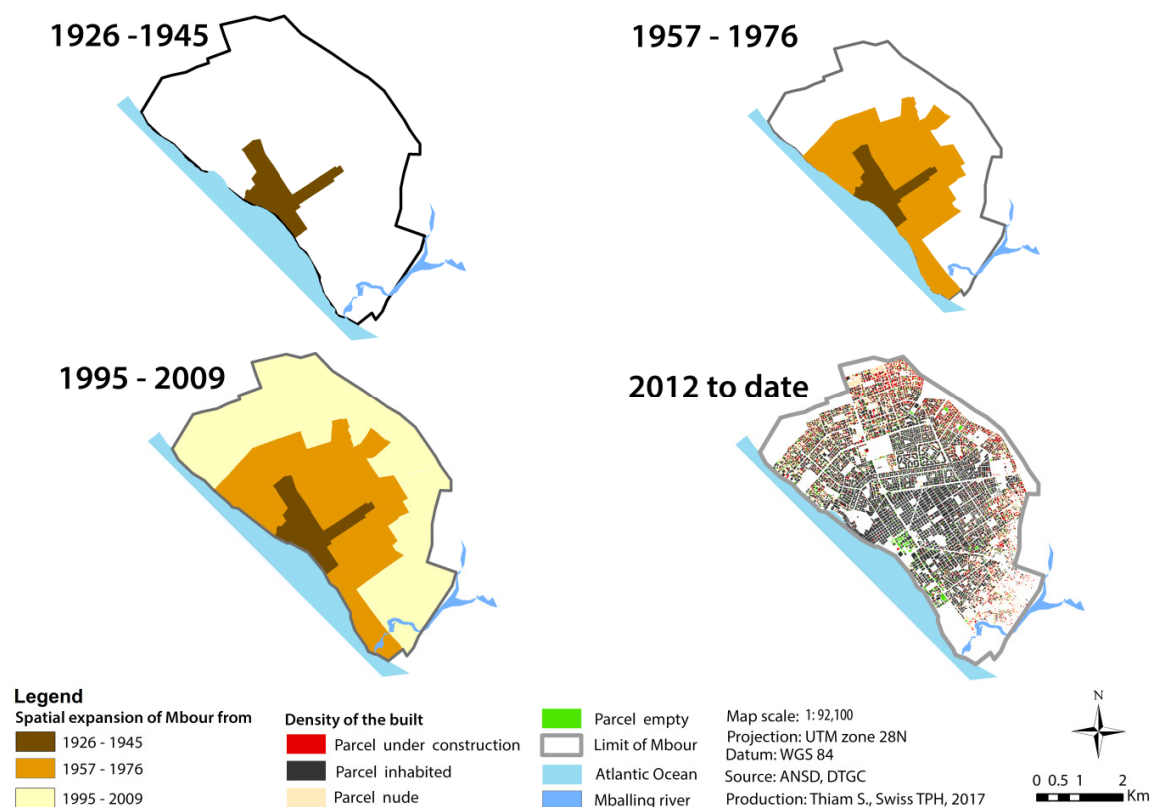 1926 -1945
1957 - 1976
1995 - 2009
2012 to date
Legend
Spatial expansion of Mbour from
1926 - 1945
1957 - 1976
1995 - 2009
Density of the built
Parcel under construction
Parcel inhabited
Parcel nude
Parcel empty
Limit of Mbour
Atlantic Ocean
Mballing river
Map scale: 1: 92,100
Projection: UTM zone 28N
Datum: WGS 84
Source: ANSD, DTGC
Production: Thiam S., Swiss TPH, 2017
N
0 0.5 1 2
Km